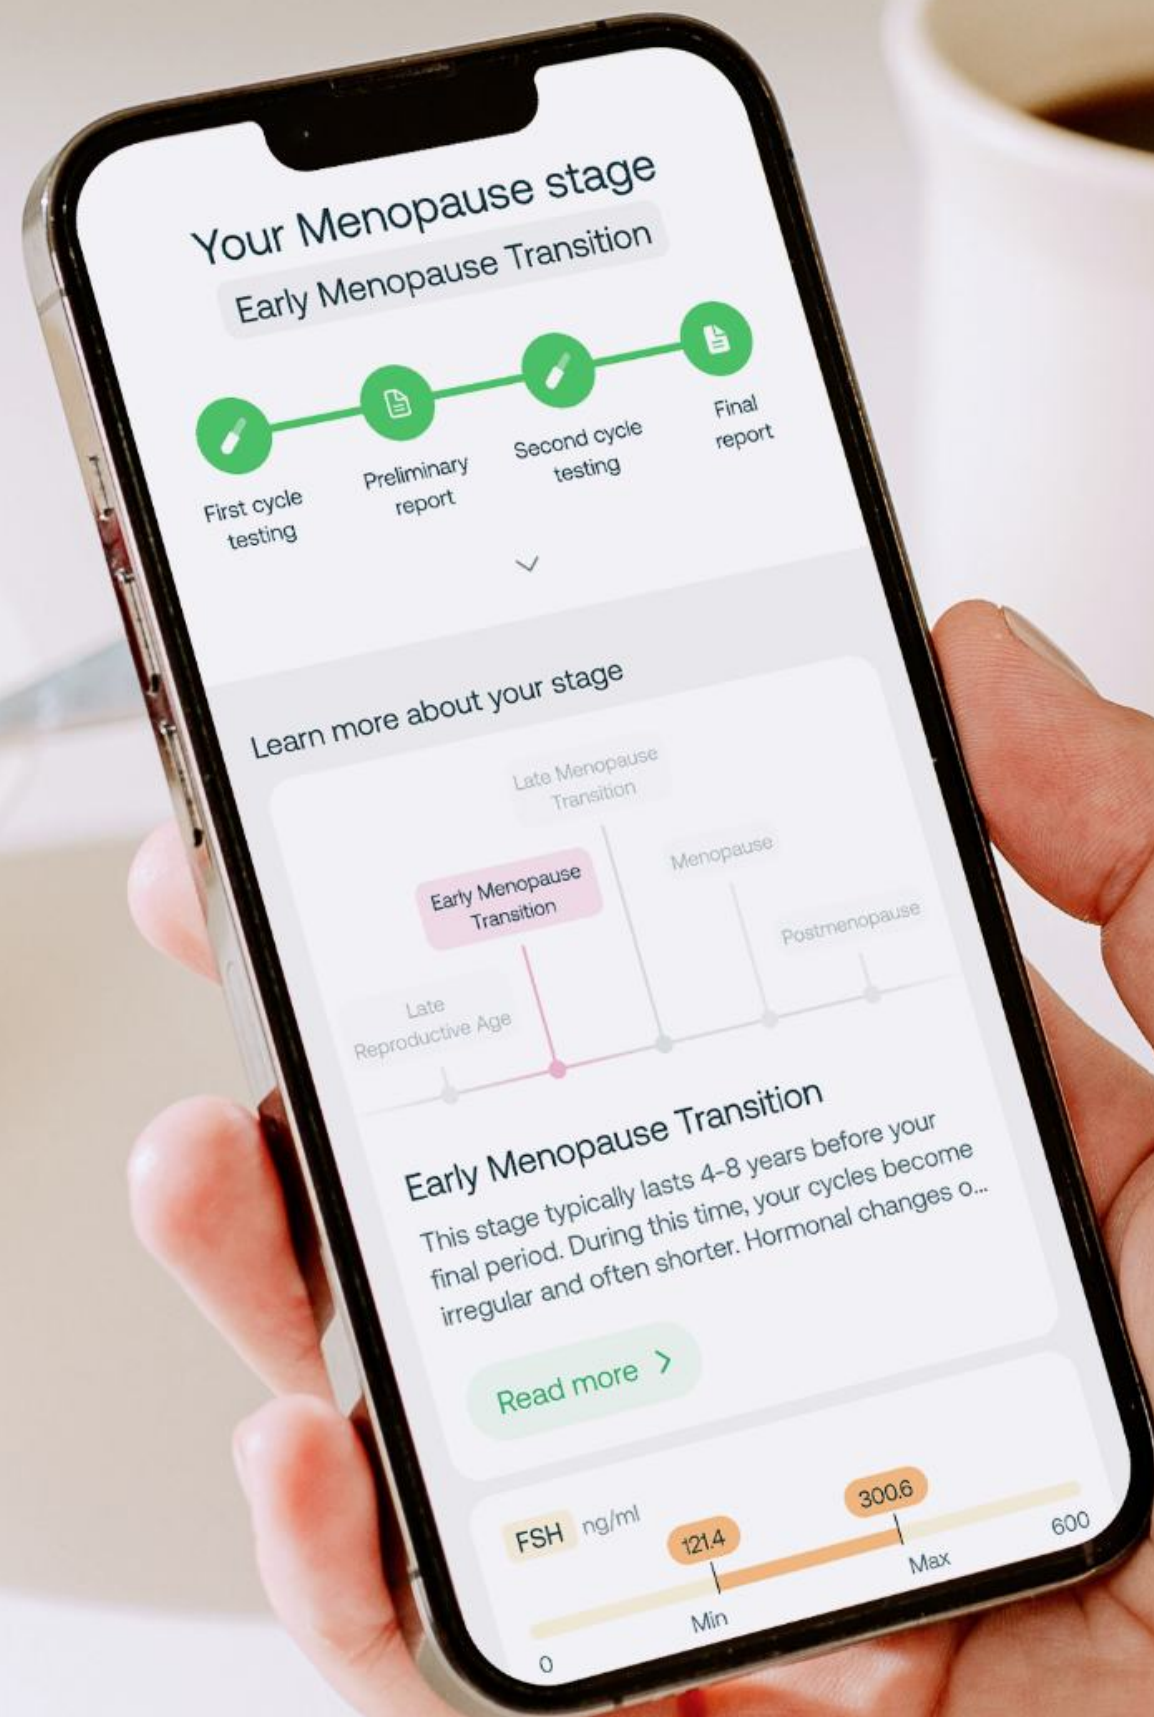 Your Menopause stage
Early Menopause Transition
First cycle
testing
Preliminary
report
Second cycle
testing
Final
report
Learn more about your stage
Late Menopause
Transition
Early Menopause
Transition
Menopause
Postmenopause
Late
Reproductive Age
Early Menopause Transition
This stage typically lasts 4-8 years before your
final period. During this time, your cycles become
irregular and often shorter. Hormonal changes o...
Read more
FSH ng/ml
121.4
300.6
Min
Max
0
600